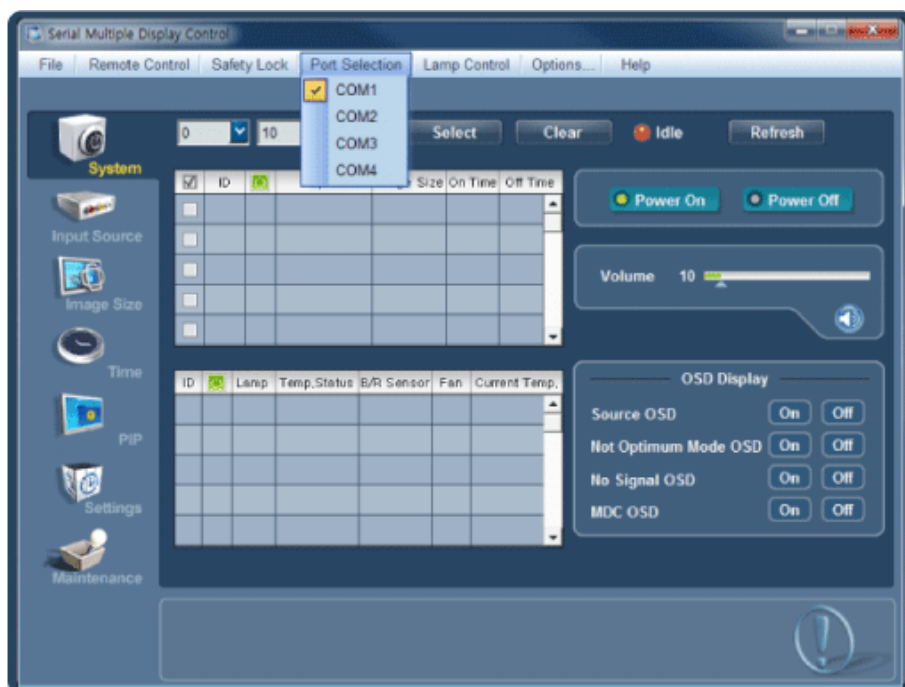 Serial Multiple Display Control
File Remote Control Safety Lock Port Selection Lamp Control Options... Help
COM1
COM2
COM3
COM4
0 10 Select Clear Idle Refresh
System
Input Source
Image Size
Time
PIP
Settings
Maintenance
ID Size On Time Off Time
Power On Power Off
Volume 10
ID Lamp Temp.Status B/R Sensor Fan Current Temp.
OSD Display
Source OSD On Off
Not Optimum Mode OSD On Off
No Signal OSD On Off
MDC OSD On Off